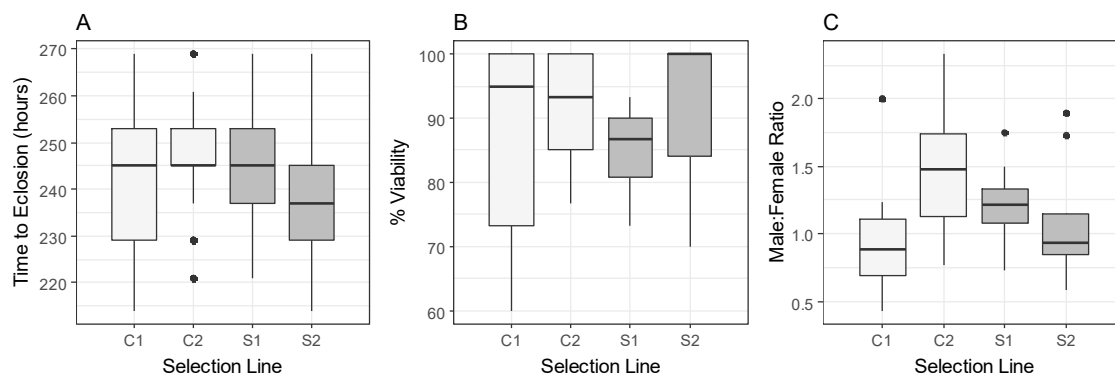 A
Time to Eclosion (hours)
270
260
250
240
230
220
C1 C2 S1 S2
Selection Line
B
% Viability
100
90
80
70
60
C1 C2 S1 S2
Selection Line
C
Male:Female Ratio
2.0
1.5
1.0
0.5
C1 C2 S1 S2
Selection Line